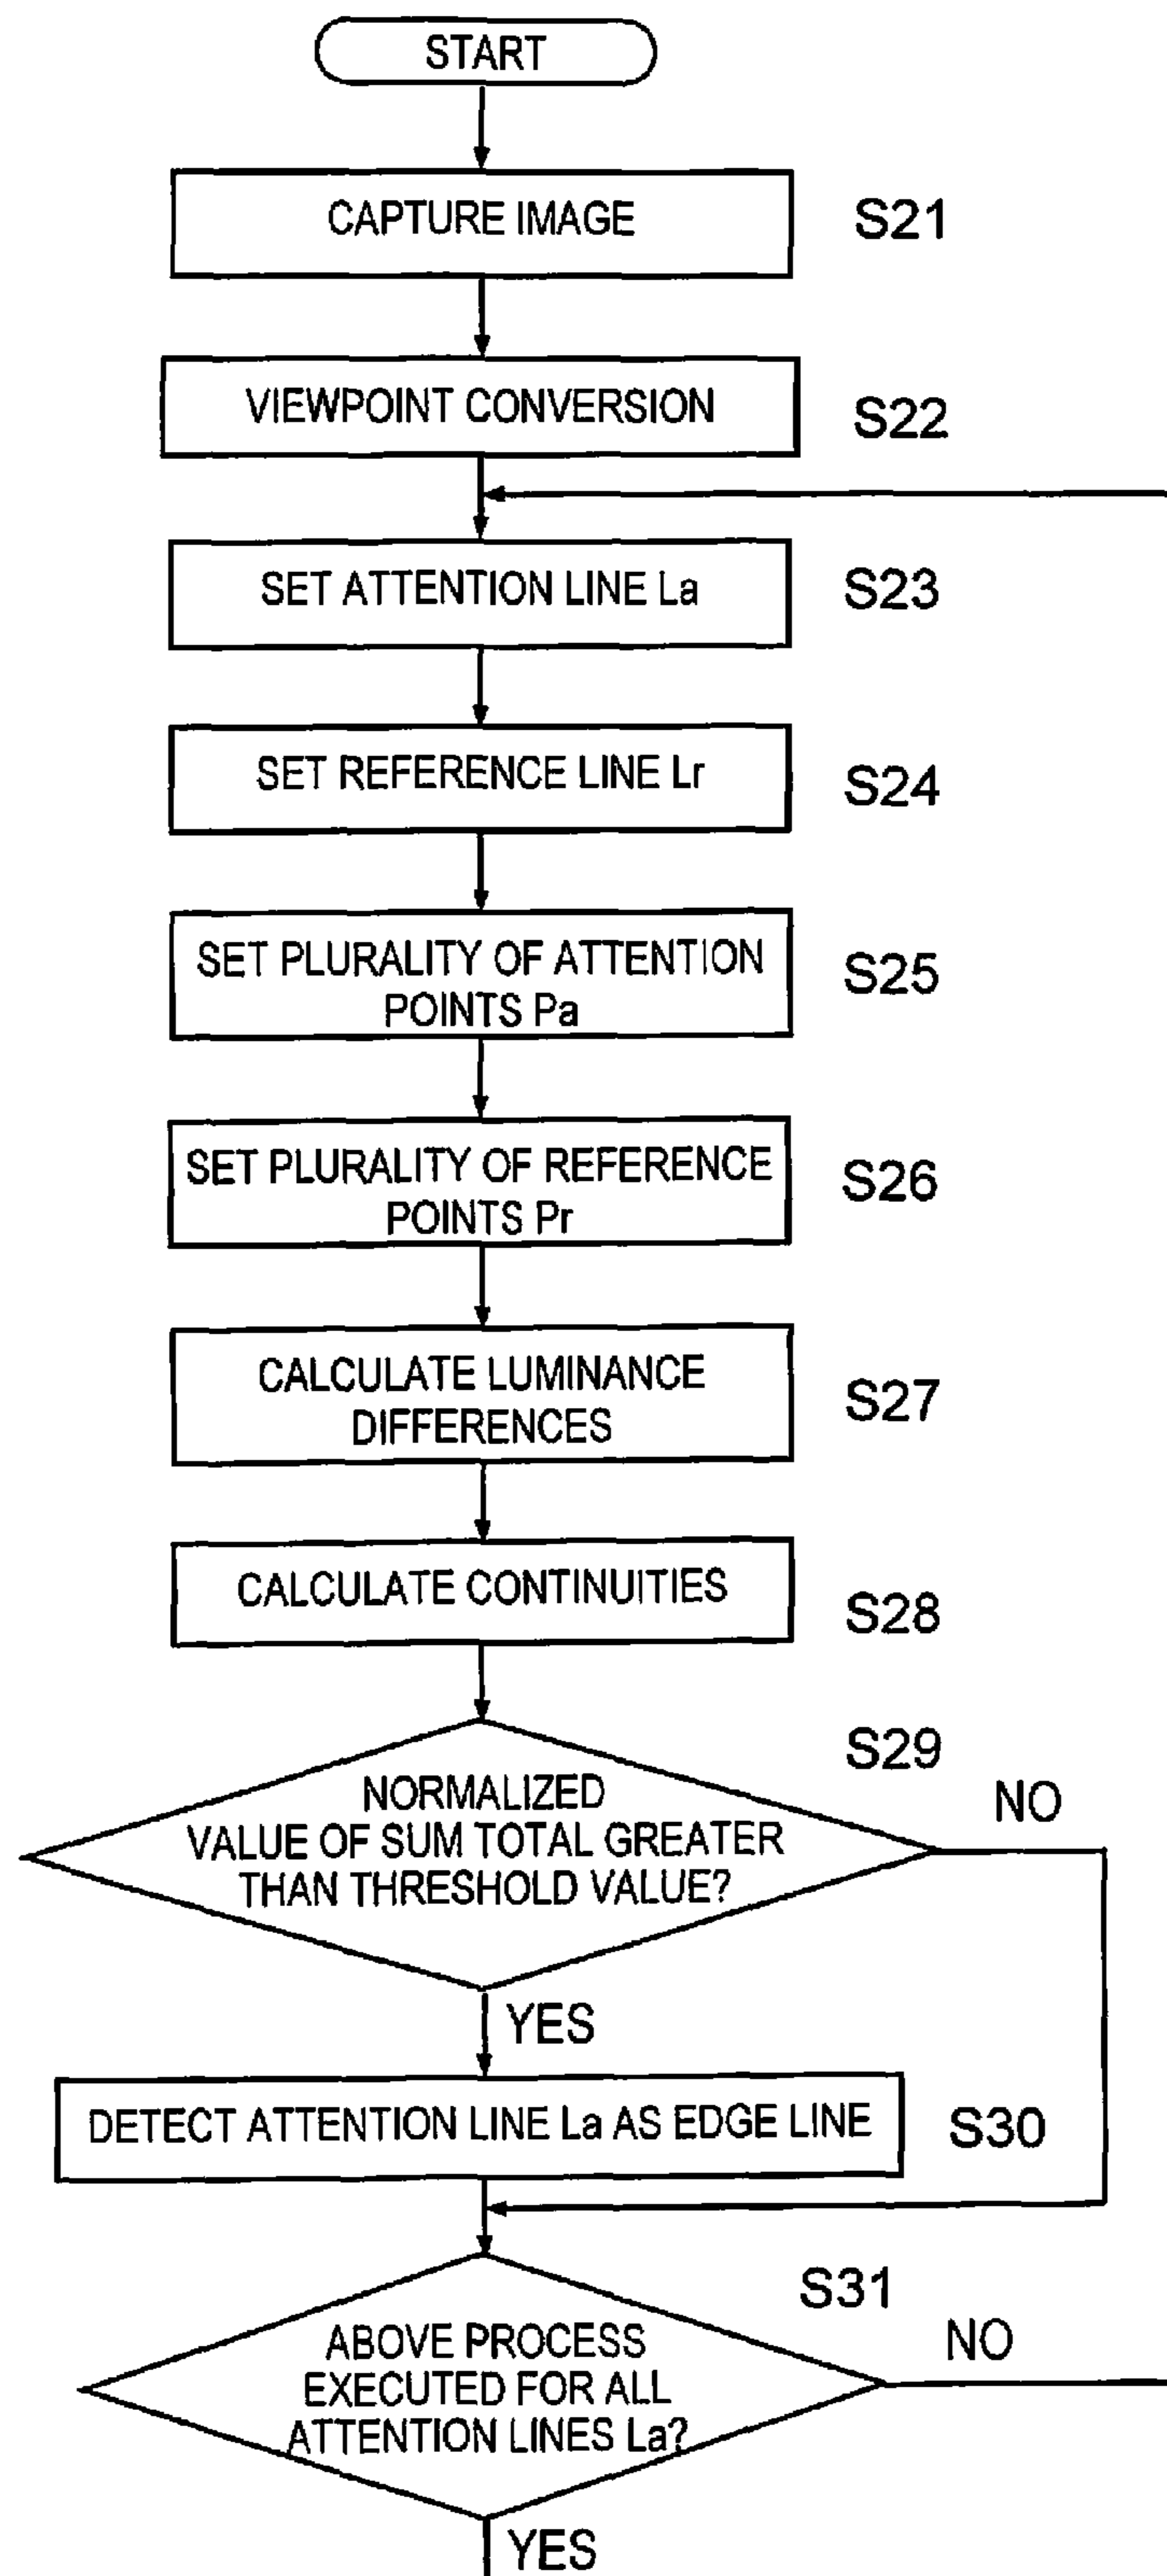 START
CAPTURE IMAGE
S21
VIEWPOINT CONVERSION
S22
SET ATTENTION LINE La
S23
SET REFERENCE LINE Lr
S24
SET PLURALITY OF ATTENTION
POINTS Pa
S25
SET PLURALITY OF REFERENCE
POINTS Pr
S26
CALCULATE LUMINANCE
DIFFERENCES
S27
CALCULATE CONTINUITIES
S28
S29
NORMALIZED
VALUE OF SUM TOTAL GREATER
THAN THRESHOLD VALUE?
NO
YES
DETECT ATTENTION LINE La AS EDGE LINE
S30
S31
ABOVE PROCESS
EXECUTED FOR ALL
ATTENTION LINES La?
NO
YES